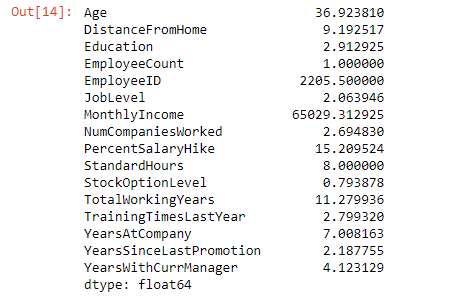 Out[14]: Age 36.923810
DistanceFromHome 9.192517
Education 2.912925
EmployeeCount 1.000000
EmployeeID 2205.500000
JobLevel 2.063946
MonthlyIncome 65029.312925
NumCompaniesWorked 2.694830
PercentSalaryHike 15.209524
StandardHours 8.000000
StockOptionLevel 0.793878
TotalWorkingYears 11.279936
TrainingTimesLastYear 2.799320
YearsAtCompany 7.008163
YearsSinceLastPromotion 2.187755
YearsWithCurrManager 4.123129
dtype: float64